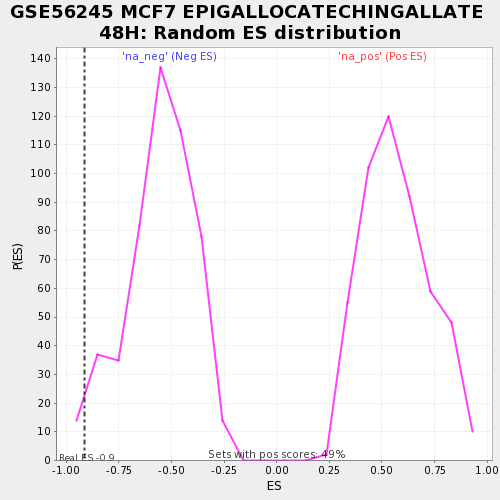 GSE56245 MCF7 EPIGALLOCATECHINGALLATE
48H: Random ES distribution
'na_neg' (Neg ES)
'na_pos' (Pos ES)
140
130
120
110
100
90
80
70
60
50
40
30
20
10
0
P(ES)
Real ES -0.9
Sets with pos scores: 49%
-1.00 -0.75 -0.50 -0.25 0.00 0.25 0.50 0.75 1.00
ES